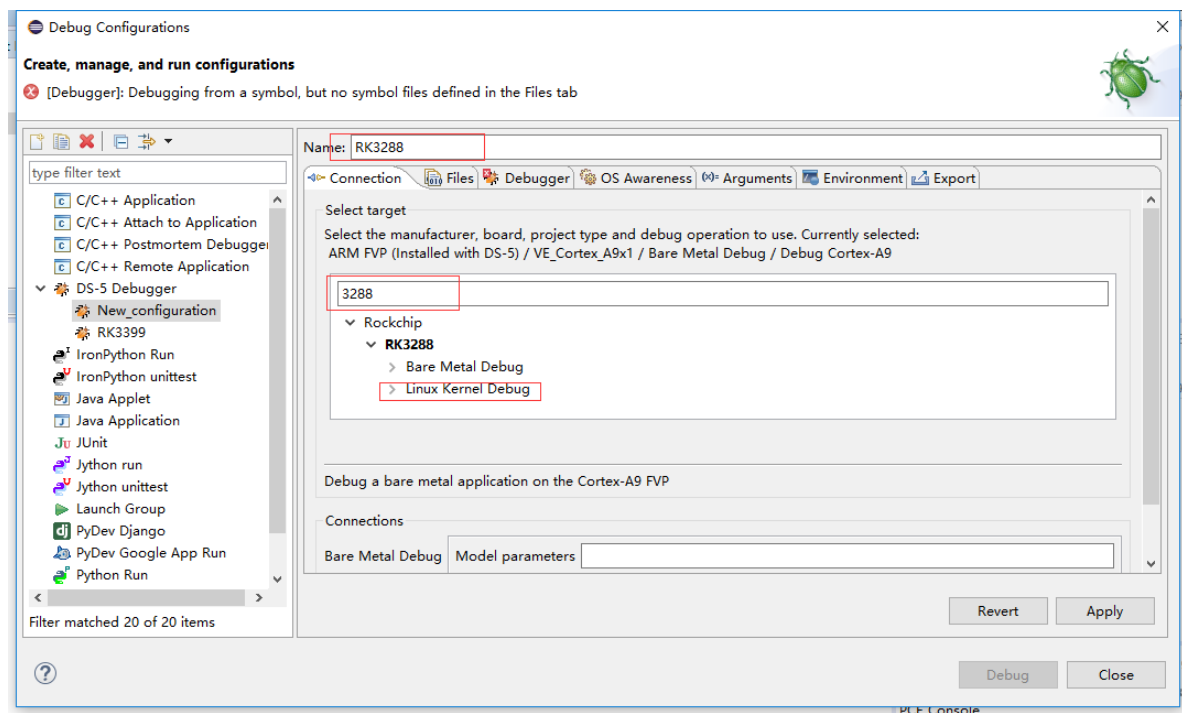 Debug Configurations
Create, manage, and run configurations
[Debugger]: Debugging from a symbol, but no symbol files defined in the Files tab
type filter text
C/C++ Application
C/C++ Attach to Application
C/C++ Postmortem Debugger
C/C++ Remote Application
DS-5 Debugger
New_configuration
RK3399
IronPython Run
IronPython unittest
Java Applet
Java Application
JUnit
Jython run
Jython unittest
Launch Group
PyDev Django
PyDev Google App Run
Python Run
Filter matched 20 of 20 items
Name: RK3288
Connection Files Debugger OS Awareness Arguments Environment Export
Select target
Select the manufacturer, board, project type and debug operation to use. Currently selected:
ARM FVP (Installed with DS-5) / VE_Cortex_A9x1 / Bare Metal Debug / Debug Cortex-A9
3288
Rockchip
RK3288
Bare Metal Debug
Linux Kernel Debug
Debug a bare metal application on the Cortex-A9 FVP
Connections
Bare Metal Debug Model parameters
Revert Apply
Debug Close